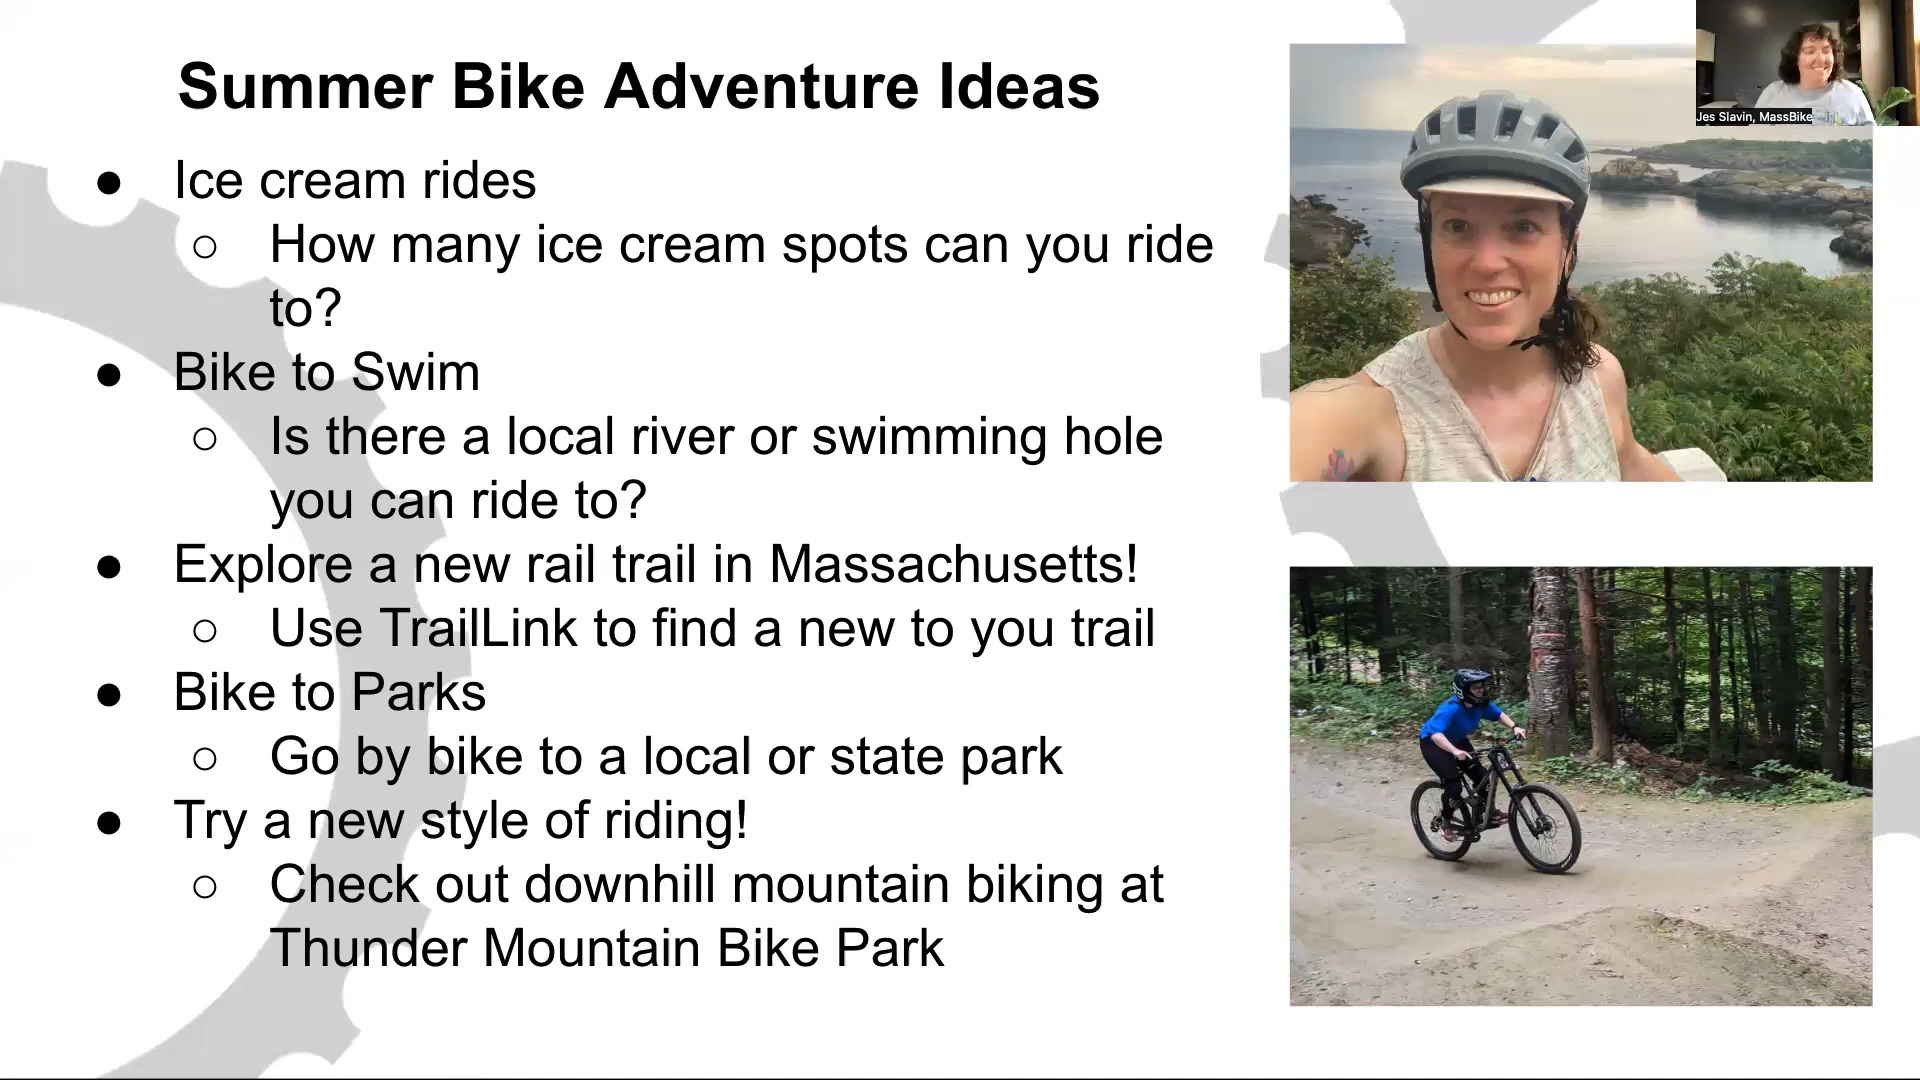 Summer Bike Adventure Ideas
● Ice cream rides
○ How many ice cream spots can you ride
to?
● Bike to Swim
○ Is there a local river or swimming hole
you can ride to?
● Explore a new rail trail in Massachusetts!
○ Use TrailLink to find a new to you trail
● Bike to Parks
○ Go by bike to a local or state park
● Try a new style of riding!
○ Check out downhill mountain biking at
Thunder Mountain Bike Park
Jes Slavin, MassBike